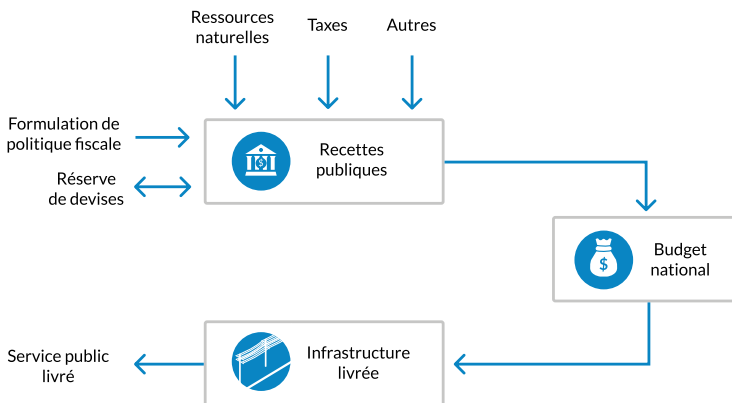 Ressources
naturelles
Taxes
Autres
Formulation de
politique fiscale
Réserve
de devises
Recettes
publiques
Budget
national
Infrastructure
livrée
Service public
livré